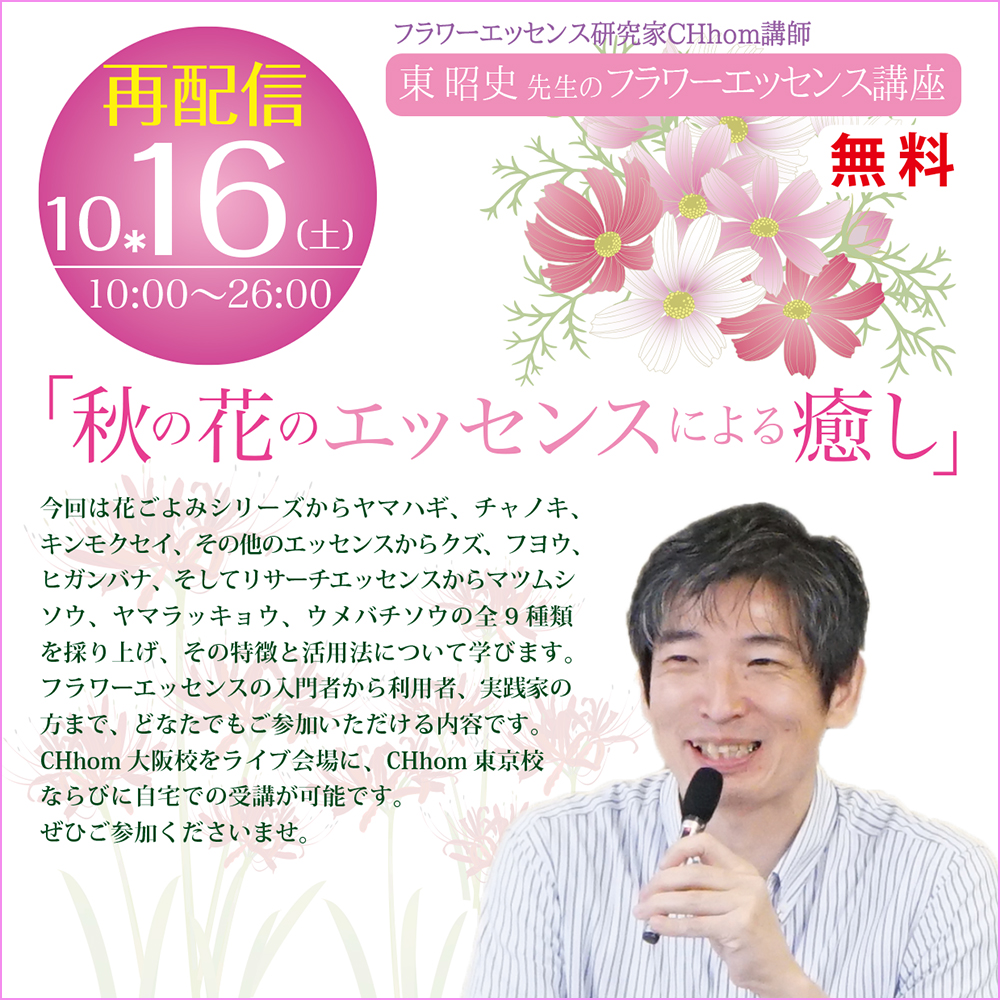 フラワーエッセンス研究家CHhom講師
東 昭史 先生のフラワーエッセンス講座
無料
再配信
10*16(土)
10:00〜26:00
「秋の花のエッセンスによる癒し」
今回は花ごよみシリーズからヤマハギ、チャノキ、
キンモクセイ、その他のエッセンスからクズ、フヨウ、
ヒガンバナ、そしてリサーチエッセンスからマツムシ
ソウ、ヤマラッキョウ、ウメバチソウの全9種類
を採り上げ、その特徴と活用法について学びます。
フラワーエッセンスの入門者から利用者、実践家の
方まで、どなたでもご参加いただける内容です。
CHhom 大阪校をライブ会場に、CHhom 東京校
ならびに自宅での受講が可能です。
ぜひご参加くださいませ。